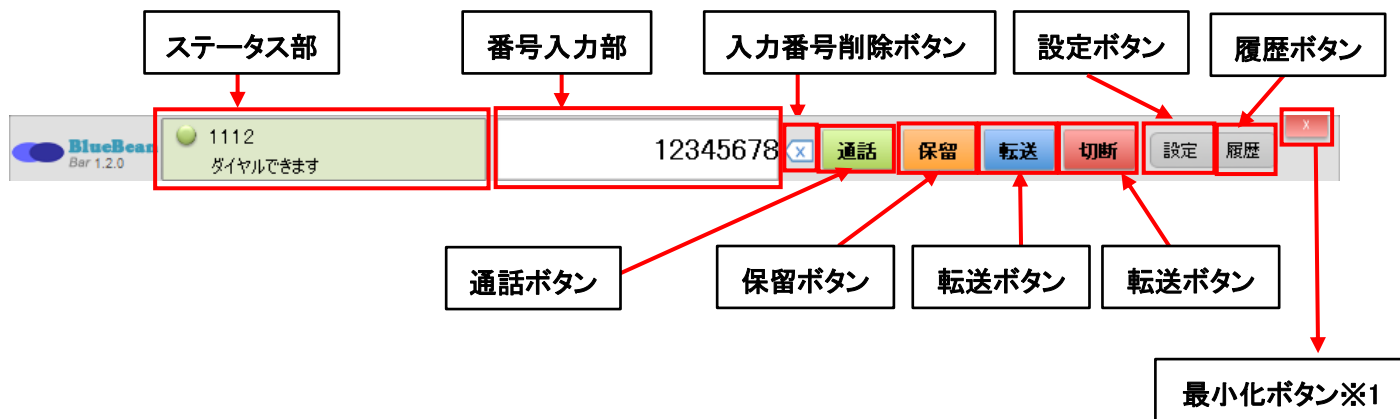 ステータス部
番号入力部
入力番号削除ボタン
設定ボタン
履歴ボタン
BlueBean
Bar 1.2.0
1112
ダイヤルできます
12345678
x
通話
保留
転送
切断
設定
履歴
x
通話ボタン
保留ボタン
転送ボタン
転送ボタン
最小化ボタン※1